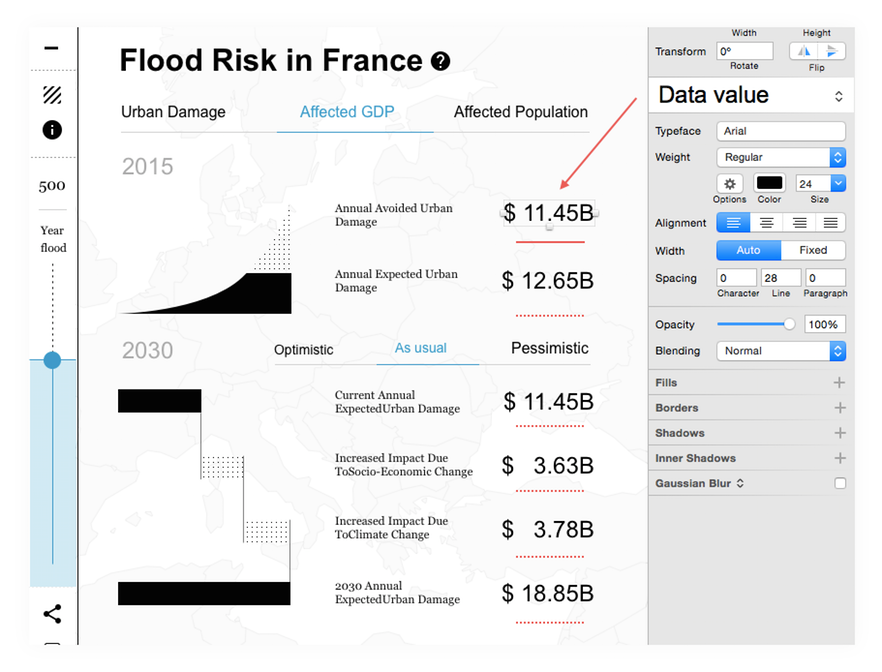 Flood Risk in France ?
Urban Damage
Affected GDP
Affected Population
2015
Annual Avoided Urban
Damage
$ 11.45B
Annual Expected Urban
Damage
$ 12.65B
2030
Optimistic
As usual
Pessimistic
Current Annual
ExpectedUrban Damage
$ 11.45B
Increased Impact Due
ToSocio-Economic Change
$ 3.63B
Increased Impact Due
ToClimate Change
$ 3.78B
2030 Annual
ExpectedUrban Damage
$ 18.85B
i
500
Year
flood
Width
Height
Transform
0°
Rotate
Flip
Data value
Typeface
Arial
Weight
Regular
24
Options
Color
Size
Alignment
Width
Auto
Fixed
Spacing
0
28
0
Character
Line
Paragraph
Opacity
100%
Blending
Normal
Fills
Borders
Shadows
Inner Shadows
Gaussian Blur